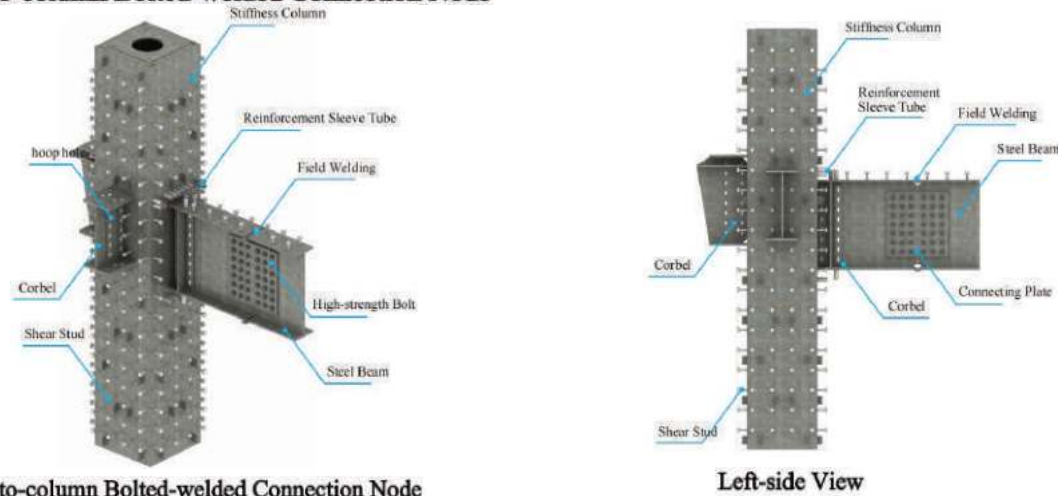 Stiffness Column
Reinforcement Sleeve Tube
hoop hole
Field Welding
Corbel
High-strength Bolt
Shear Stud
Steel Beam
to-column Bolted-welded Connection Node
Stiffness Column
Reinforcement
Sleeve Tube
Field Welding
Steel Beam
Corbel
Connecting Plate
Corbel
Shear Stud
Left-side View